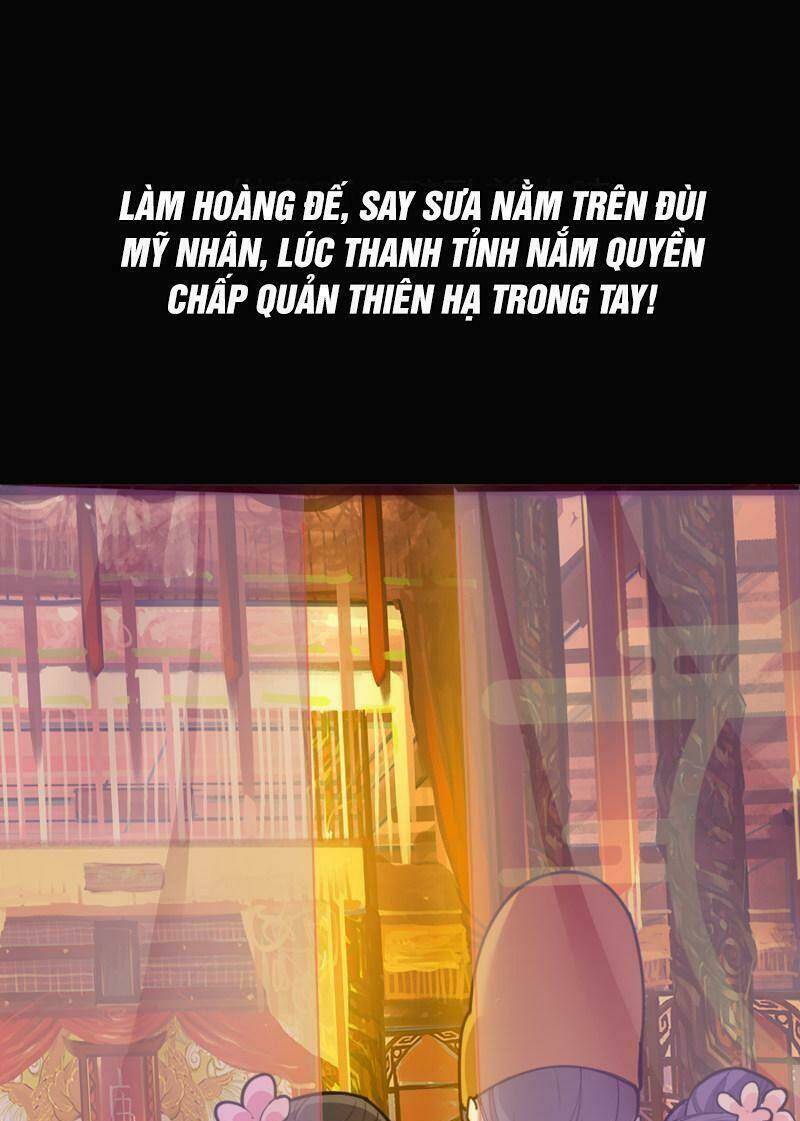 LÀM HOÀNG ĐẾ, SAY SƯA NẰM TRÊN ĐÙI
MỸ NHÂN, LÚC THANH TỈNH NẮM QUYỀN
CHẤP QUẢN THIÊN HẠ TRONG TAY!